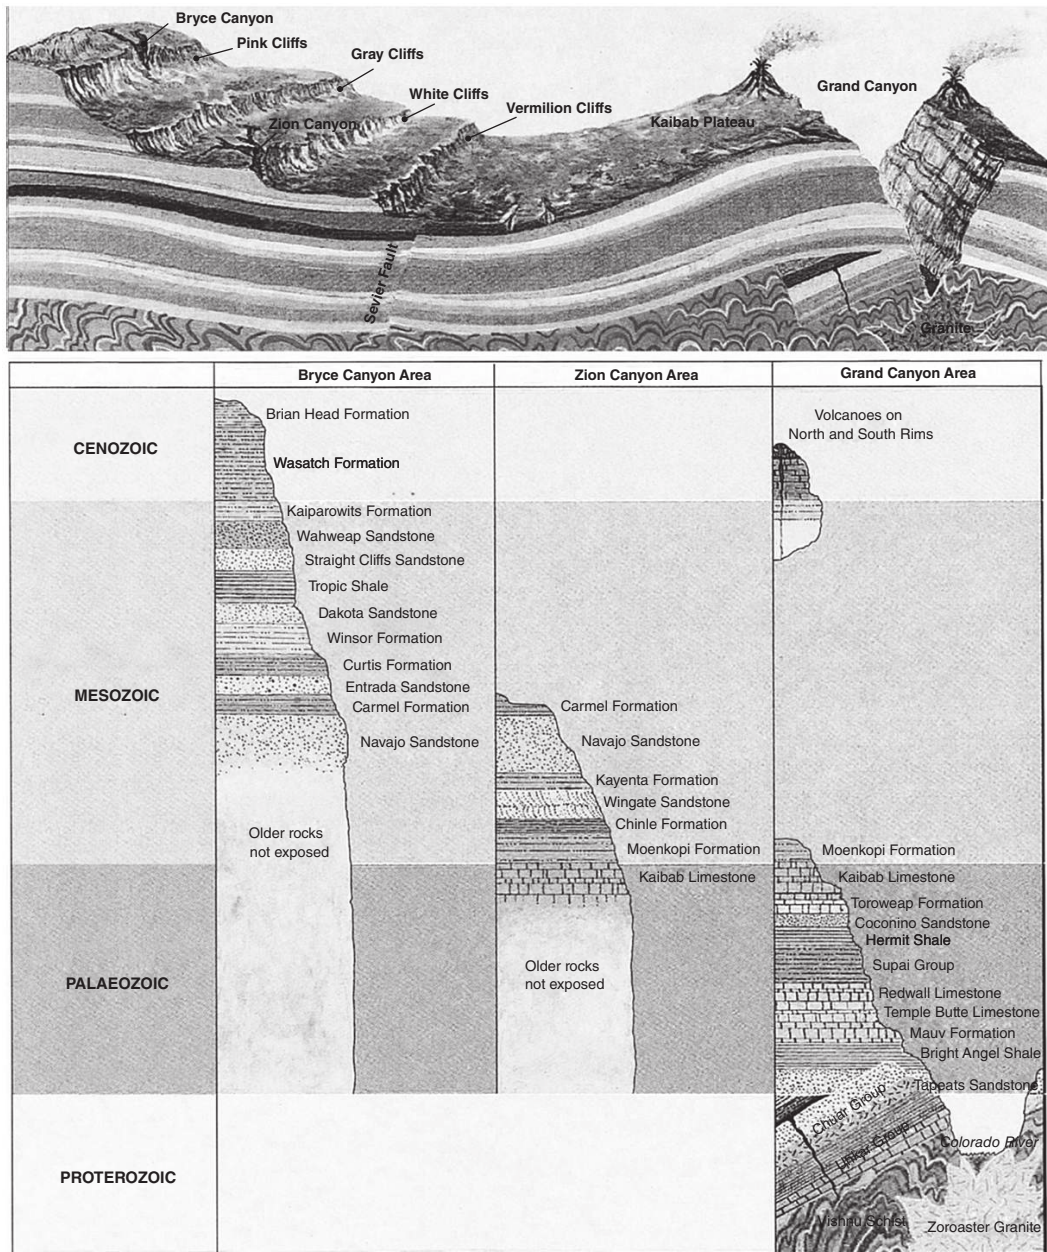 Bryce Canyon
Pink Cliffs
Gray Cliffs
White Cliffs
Vermilion Cliffs
Grand Canyon
Zion Canyon
Kaibab Plateau
Sevier Fault
Granite
Bryce Canyon Area
Zion Canyon Area
Grand Canyon Area
CENOZOIC
Brian Head Formation
Wasatch Formation
Volcanoes on
North and South Rims
MESOZOIC
Kaiparowits Formation
Wahweap Sandstone
Straight Cliffs Sandstone
Tropic Shale
Dakota Sandstone
Winsor Formation
Curtis Formation
Entrada Sandstone
Carmel Formation
Navajo Sandstone
Older rocks
not exposed
Carmel Formation
Navajo Sandstone
Kayenta Formation
Wingate Sandstone
Chinle Formation
Moenkopi Formation
Kaibab Limestone
Older rocks
not exposed
Moenkopi Formation
Kaibab Limestone
Toroweap Formation
Coconino Sandstone
Hermit Shale
Supai Group
Redwall Limestone
Temple Butte Limestone
Mauv Formation
Bright Angel Shale
Tapeats Sandstone
PALAEOZOIC
PROTEROZOIC
Chuar Group
Unkar Group
Colorado River
Vishnu Schist
Zoroaster Granite